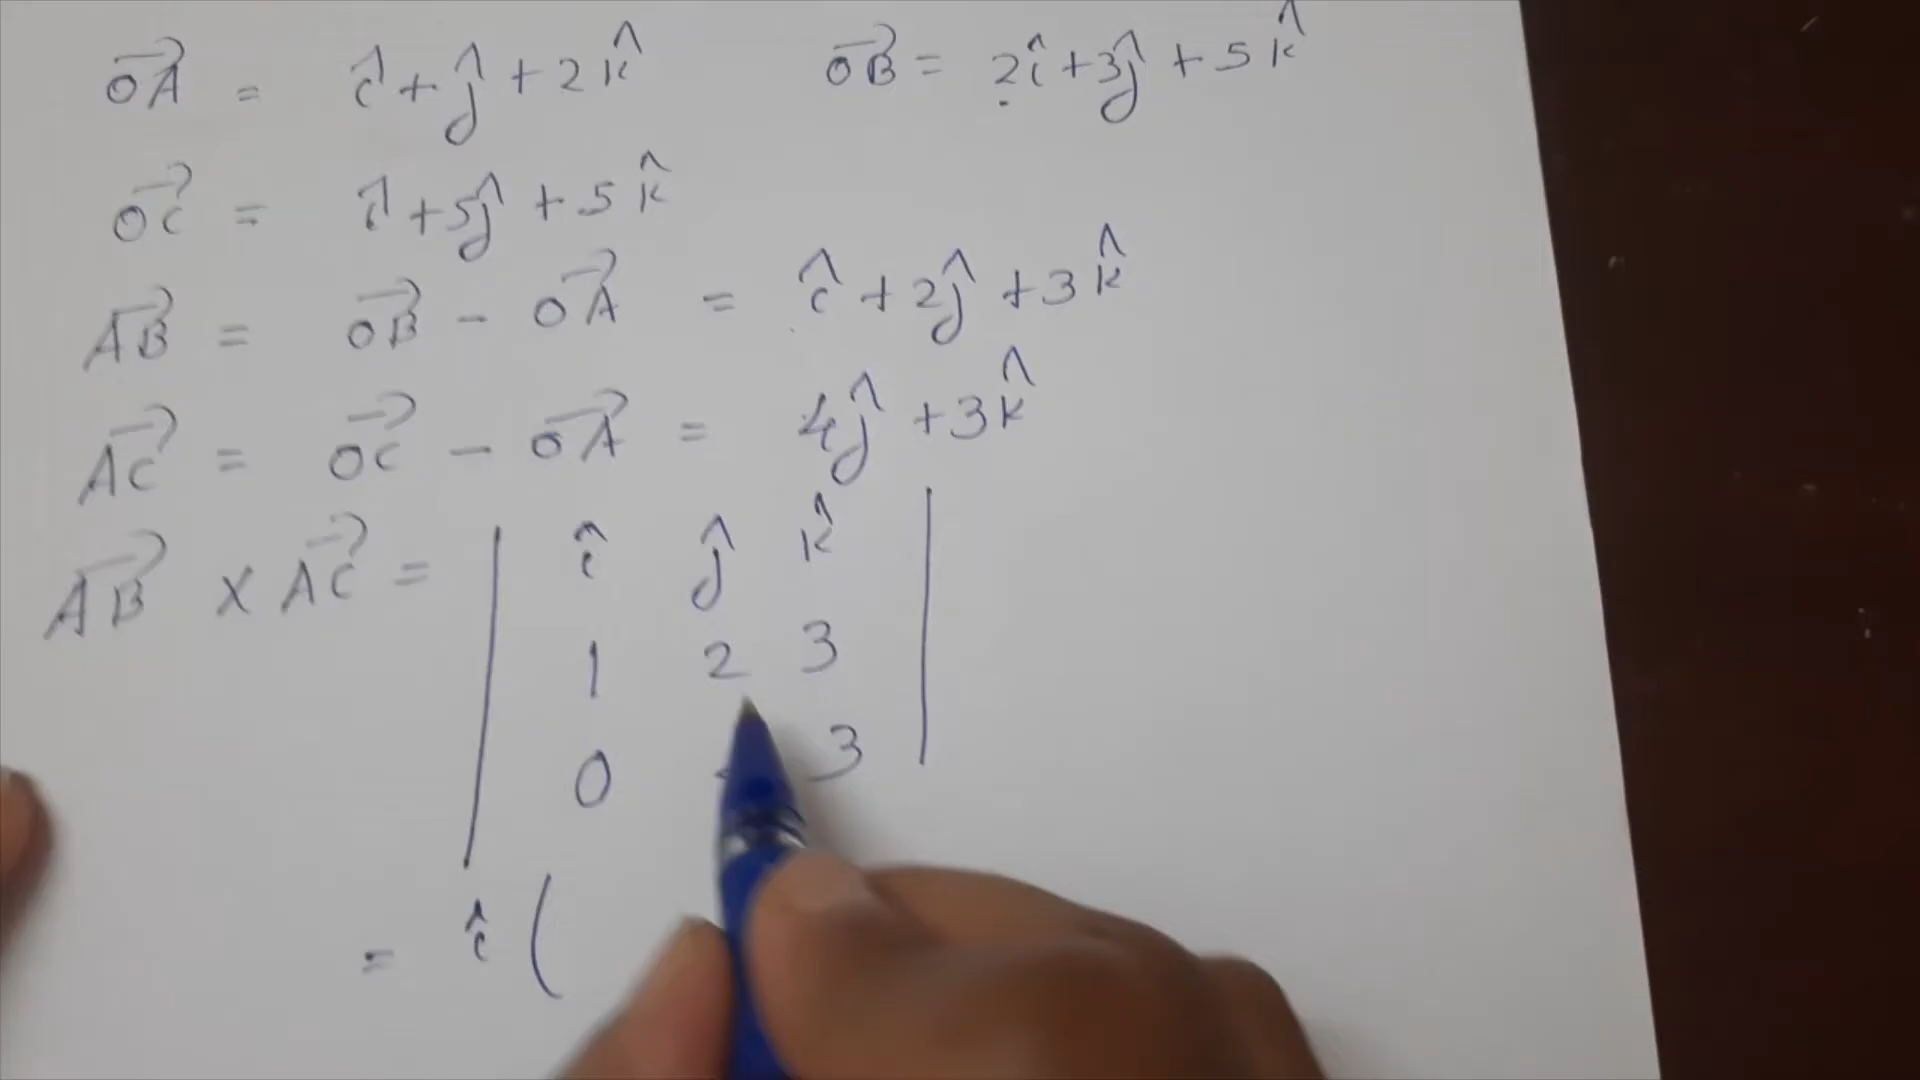 OA⃗ = î + ĵ + 2k̂ OB⃗ = 2î + 3ĵ + 5k̂
OC⃗ = î + 5ĵ + 5k̂
AB⃗ = OB⃗ - OA⃗ = î + 2ĵ + 3k̂
AC⃗ = OC⃗ - OA⃗ = 4ĵ + 3k̂
AB⃗ X AC⃗ = | î ĵ k̂ |
1 2 3
0 3
= î (